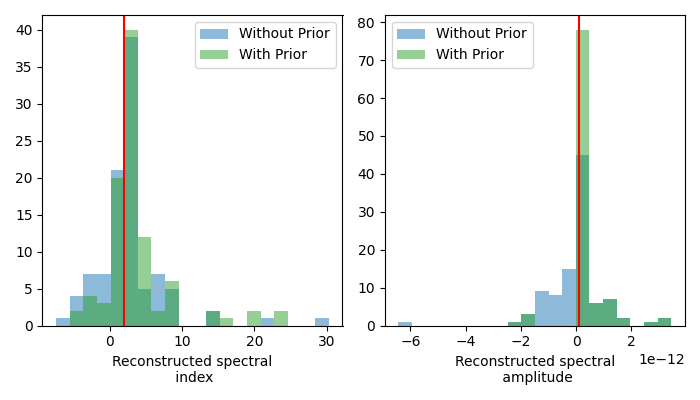 40
35
30
25
20
15
10
5
0
0 10 20 30
Reconstructed spectral
index
Without Prior
With Prior
80
70
60
50
40
30
20
10
0
−6 −4 −2 0 2
1e−12
Reconstructed spectral
amplitude
Without Prior
With Prior